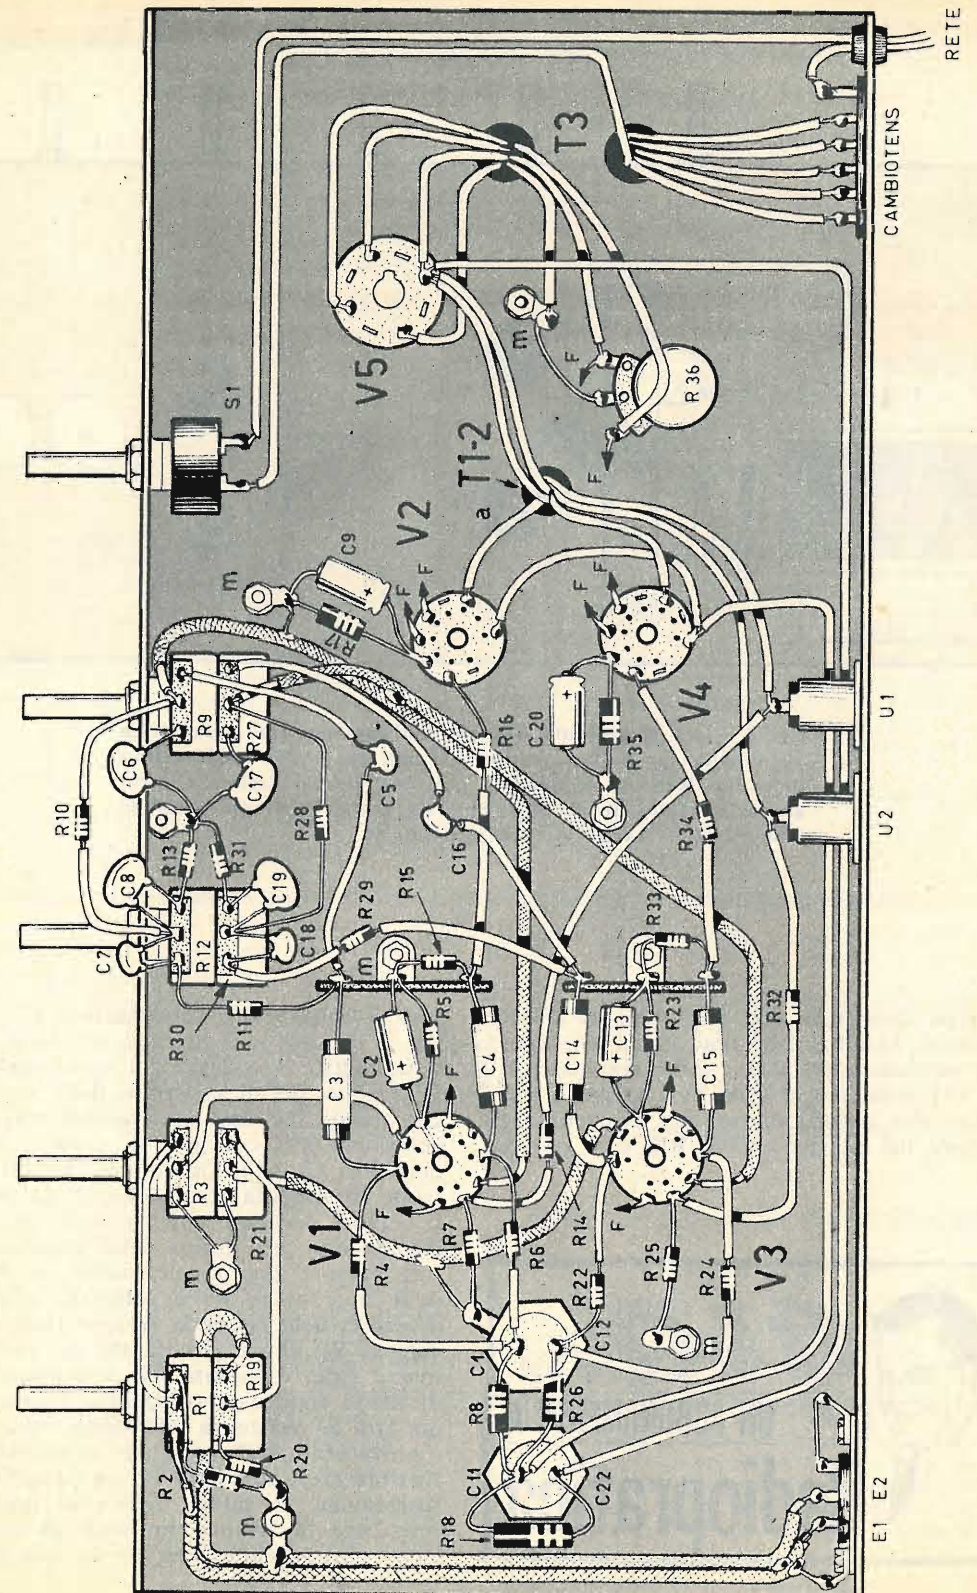 RETE
CAMBIOTENS
T3
S1
V5
m
F
R36
F
T1-2
a
V2
C9
m
R17
F
F
F
F
V4
C20
R35
R16
R9
R27
C6
C17
C5
R10
R13
R31
R28
C16
R34
U1
U2
C8
C7
R12
C19
C18
R29
R15
m
R33
R30
R11
R5
R23
R32
C3
C2
C4
C14
C13
C15
F
F
R3
R21
m
V1
F
R4
R7
R6
R14
R22
F
R25
R24
V3
m
C1
C12
R1
R19
R8
R26
R2
R20
m
C11
C22
R18
E1
E2